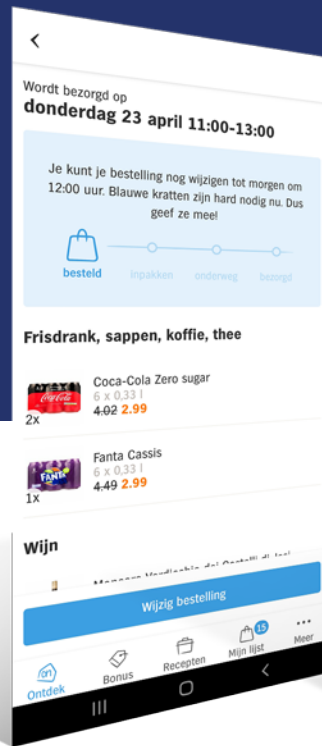 Wordt bezorgd op
donderdag 23 april 11:00-13:00
Je kunt je bestelling nog wijzigen tot morgen om
12:00 uur. Blauwe kratten zijn hard nodig nu. Dus
geef ze mee!
besteld
inpakken
onderweg
bezorgd
Frisdrank, sappen, koffie, thee
Coca-Cola Zero sugar
6 x 0,33 l
4.02 2.99
2x
Fanta Cassis
6 x 0,33 l
4.49 2.99
1x
Wijn
Wijzig bestelling
Ontdek
Bonus
Recepten
15
Mijn lijst
Meer